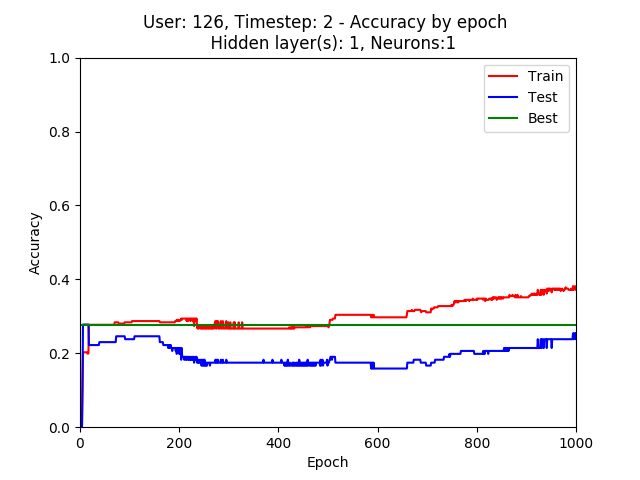 User: 126, Timestep: 2 - Accuracy by epoch
Hidden layer(s): 1, Neurons:1
Train
Test
Best
1.0
0.8
0.6
0.4
0.2
0.0
Accuracy
0 200 400 600 800 1000
Epoch